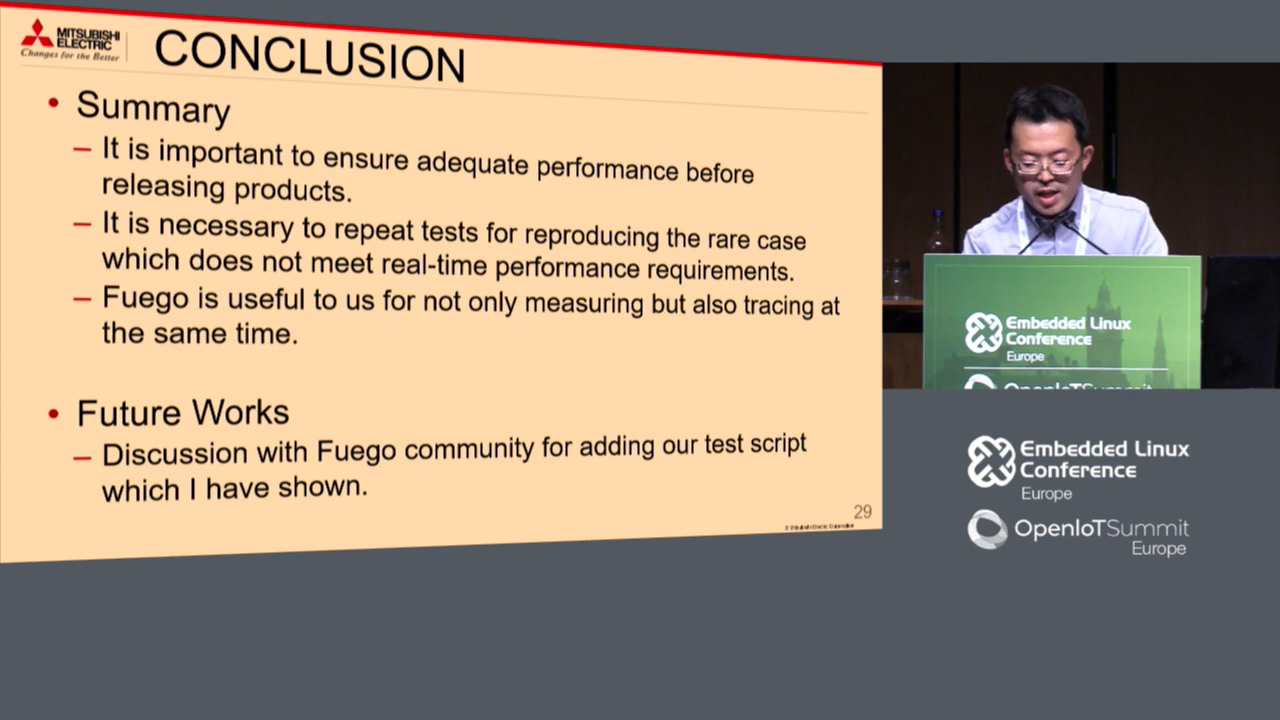 MITSUBISHI
ELECTRIC
Changes for the Better
CONCLUSION
• Summary
– It is important to ensure adequate performance before
releasing products.
– It is necessary to repeat tests for reproducing the rare case
which does not meet real-time performance requirements.
– Fuego is useful to us for not only measuring but also tracing at
the same time.
• Future Works
– Discussion with Fuego community for adding our test script
which I have shown.
29
© Mitsubishi Electric Corporation
Embedded Linux
Conference
Europe
OpenIoTSummit
Embedded Linux
Conference
Europe
OpenIoTSummit
Europe